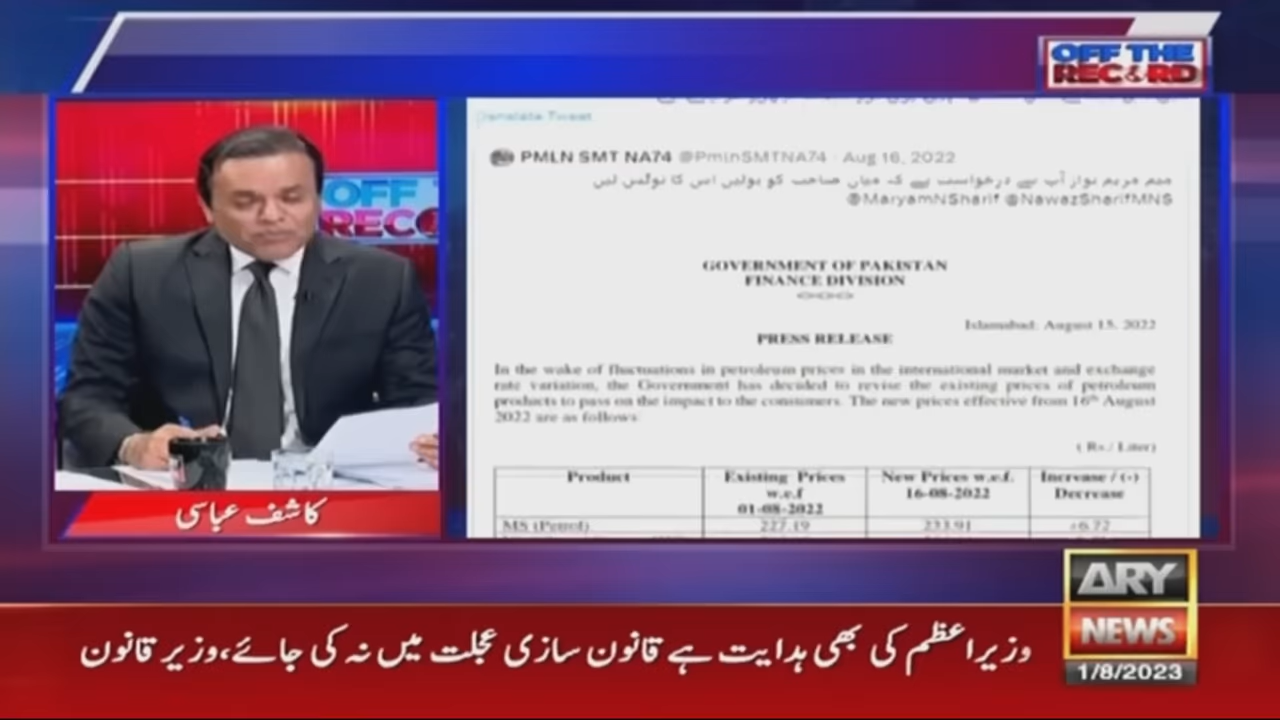 OFF THE
RECORD
Translate Tweet
PMLN SMT NA74 @PmlnSMTNA74 · Aug 16, 2022
میم مریم نواز آپ سے درخواست ہے کہ میاں صاحب کو بولیں اس کا نوٹس لیں
@MaryamNSharif @NawazSharifMNS
GOVERNMENT OF PAKISTAN
FINANCE DIVISION
<><><>
Islamabad: August 15, 2022
PRESS RELEASE
In the wake of fluctuations in petroleum prices in the international market and exchange
rate variation, the Government has decided to revise the existing prices of petroleum
products to pass on the impact to the consumers. The new prices effective from 16th August
2022 are as follows:
( Rs./ Liter)
Product Existing Prices w.e.f 01-08-2022 New Prices w.e.f. 16-08-2022 Increase / (-) Decrease
MS (Petrol) 227.19 233.91 +6.72
OFF TH
RECO
کاشف عباسی
ARY
NEWS
1/8/2023
وزیراعظم کی بھی ہدایت ہے قانون سازی عجلت میں نہ کی جائے،وزیر قانون